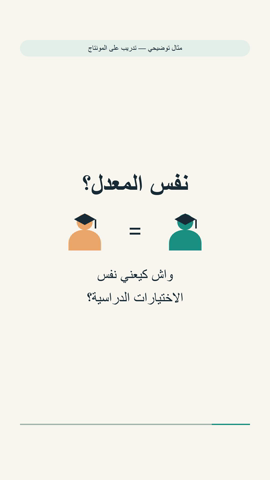 مثال توضيحي — تدريب على المونتاج
نفس المعدل؟
=
واش كيعني نفس
الاختيارات الدراسية؟